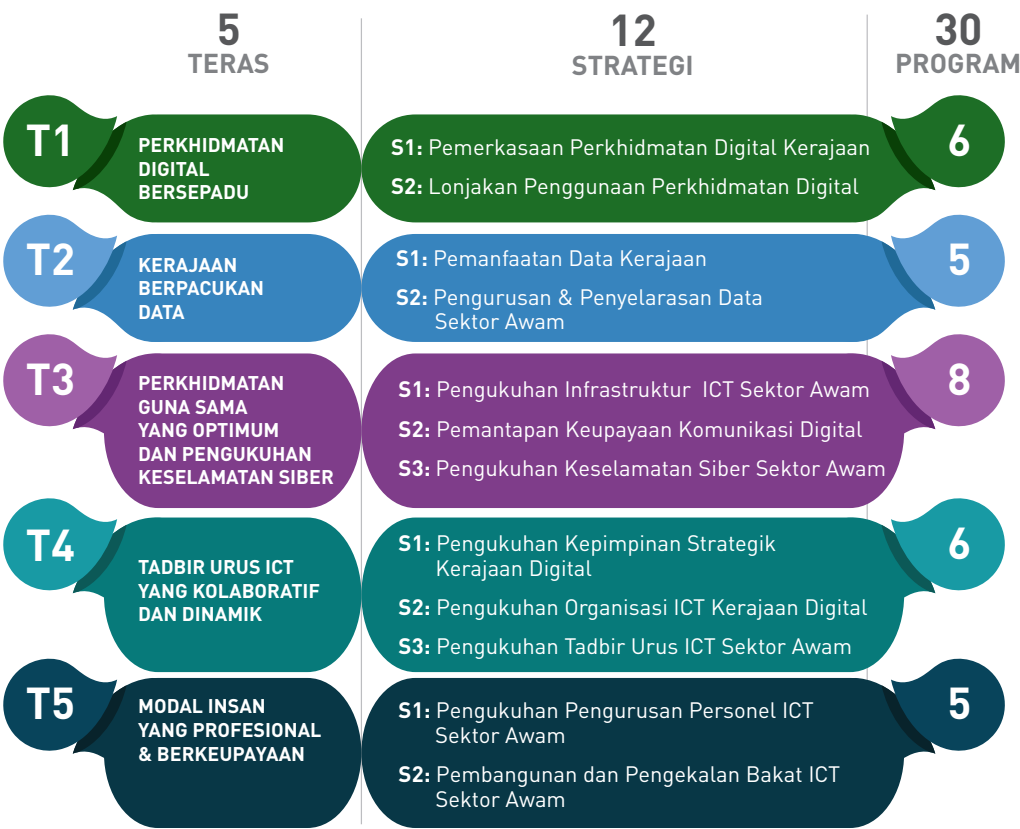 5
TERAS
12
STRATEGI
30
PROGRAM
T1
PERKHIDMATAN
DIGITAL
BERSEPADU
S1: Pemerkasaan Perkhidmatan Digital Kerajaan
S2: Lonjakan Penggunaan Perkhidmatan Digital
6
T2
KERAJAAN
BERPACUKAN
DATA
S1: Pemanfaatan Data Kerajaan
S2: Pengurusan & Penyelarasan Data
Sektor Awam
5
T3
PERKHIDMATAN
GUNA SAMA
YANG OPTIMUM
DAN PENGUKUHAN
KESELAMATAN SIBER
S1: Pengukuhan Infrastruktur ICT Sektor Awam
S2: Pemantapan Keupayaan Komunikasi Digital
S3: Pengukuhan Keselamatan Siber Sektor Awam
8
T4
TADBIR URUS ICT
YANG KOLABORATIF
DAN DINAMIK
S1: Pengukuhan Kepimpinan Strategik
Kerajaan Digital
S2: Pengukuhan Organisasi ICT Kerajaan Digital
S3: Pengukuhan Tadbir Urus ICT Sektor Awam
6
T5
MODAL INSAN
YANG PROFESIONAL
& BERKEUPAYAAN
S1: Pengukuhan Pengurusan Personel ICT
Sektor Awam
S2: Pembangunan dan Pengekalan Bakat ICT
Sektor Awam
5